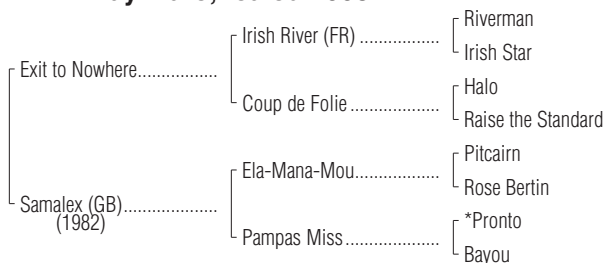 Riverman
Irish River (FR)
Irish Star
Exit to Nowhere
Halo
Coup de Folie
Raise the Standard
Pitcairn
Ela-Mana-Mou
Rose Bertin
Samalex (GB)
(1982)
*Pronto
Pampas Miss
Bayou